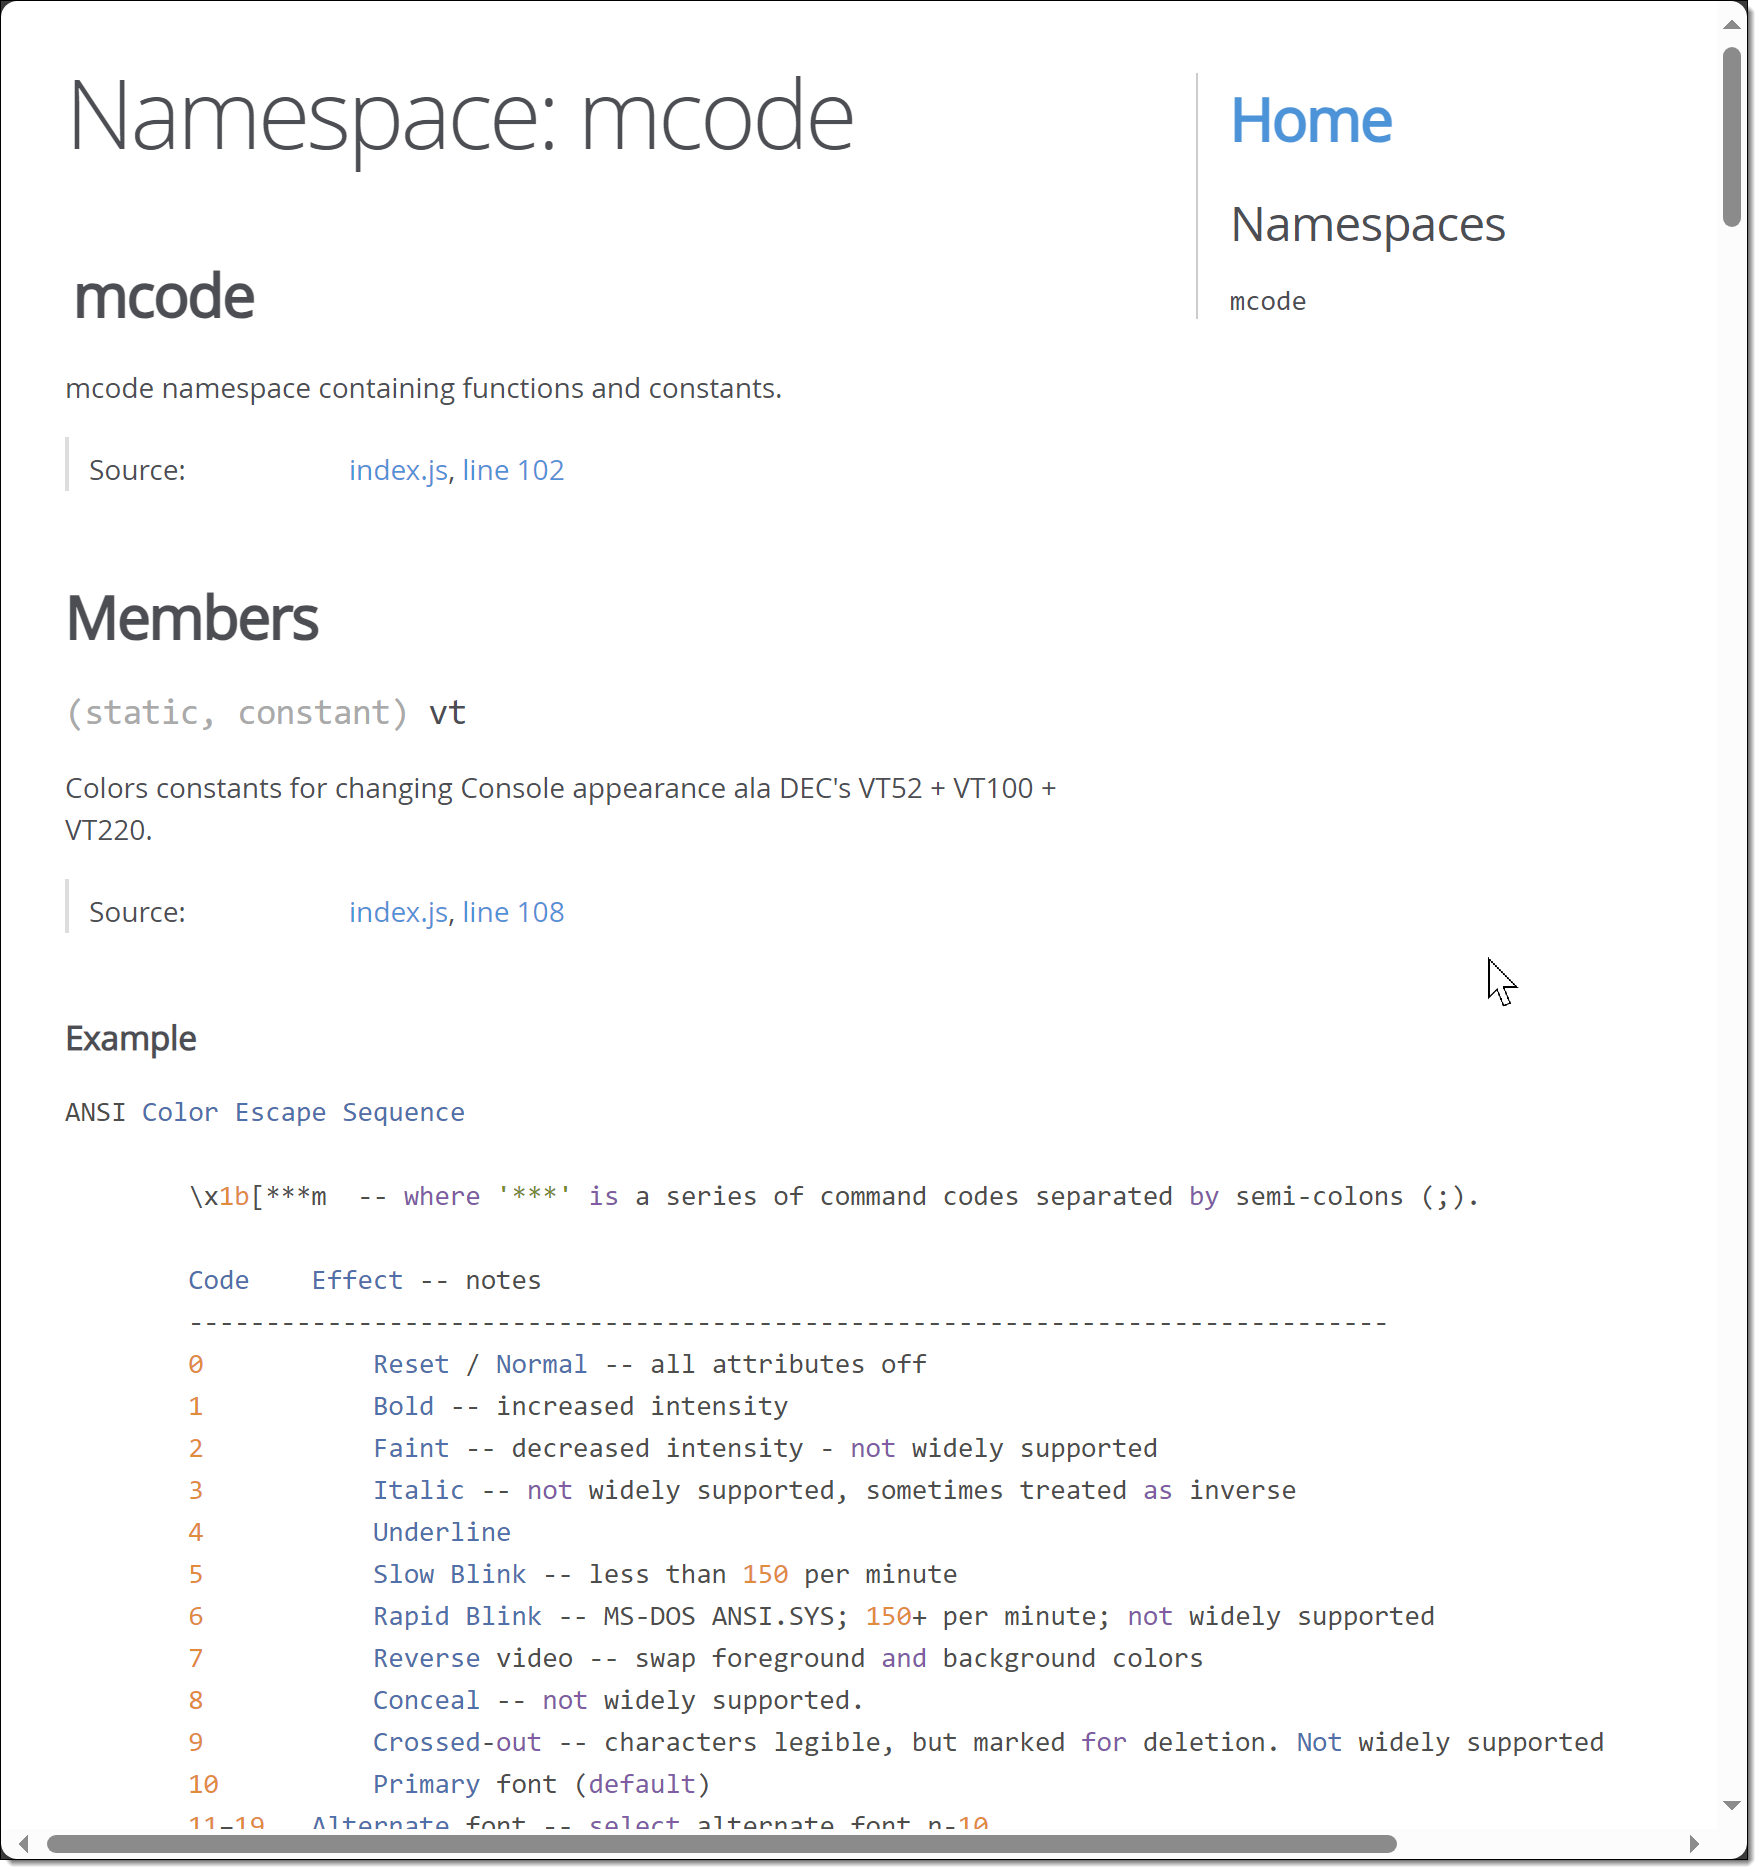 Namespace: mcode
Home
Namespaces
mcode
mcode
mcode namespace containing functions and constants.
Source: index.js, line 102
Members
(static, constant) vt
Colors constants for changing Console appearance ala DEC's VT52 + VT100 +
VT220.
Source: index.js, line 108
Example
ANSI Color Escape Sequence
\x1b[***m  -- where '***' is a series of command codes separated by semi-colons (;).
Code    Effect -- notes
------------------------------------------------------------------------------
0           Reset / Normal -- all attributes off
1           Bold -- increased intensity
2           Faint -- decreased intensity - not widely supported
3           Italic -- not widely supported, sometimes treated as inverse
4           Underline
5           Slow Blink -- less than 150 per minute
6           Rapid Blink -- MS-DOS ANSI.SYS; 150+ per minute; not widely supported
7           Reverse video -- swap foreground and background colors
8           Conceal -- not widely supported.
9           Crossed-out -- characters legible, but marked for deletion. Not widely supported
10          Primary font (default)
11–19   Alternate font -- select alternate font n-10